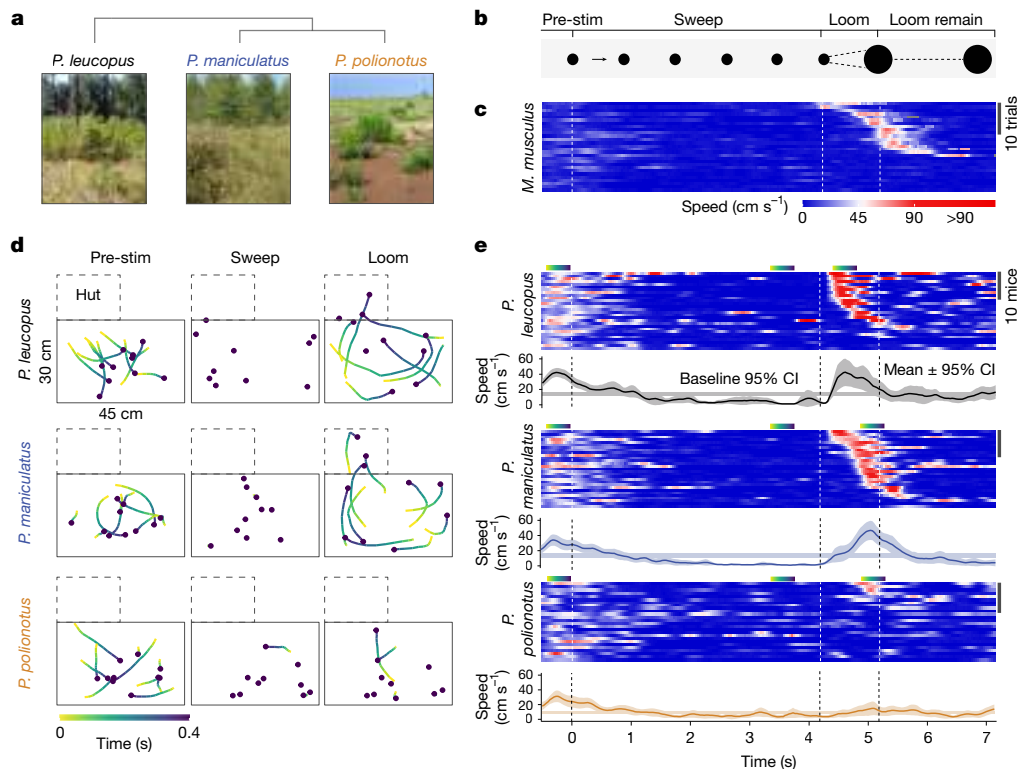 a
P. leucopus
P. maniculatus
P. polionotus
b
Pre-stim
Sweep
Loom
Loom remain
c
M. musculus
10 trials
Speed (cm s−1)
0
45
90
>90
d
Pre-stim
Sweep
Loom
Hut
P. leucopus
30 cm
45 cm
P. maniculatus
P. polionotus
0
0.4
Time (s)
e
P.
leucopus
10 mice
Speed
(cm s−1)
60
40
20
0
Baseline 95% CI
Mean ± 95% CI
P.
maniculatus
Speed
(cm s−1)
60
40
20
0
P.
polionotus
Speed
(cm s−1)
60
40
20
0
0
1
2
3
4
5
6
7
Time (s)